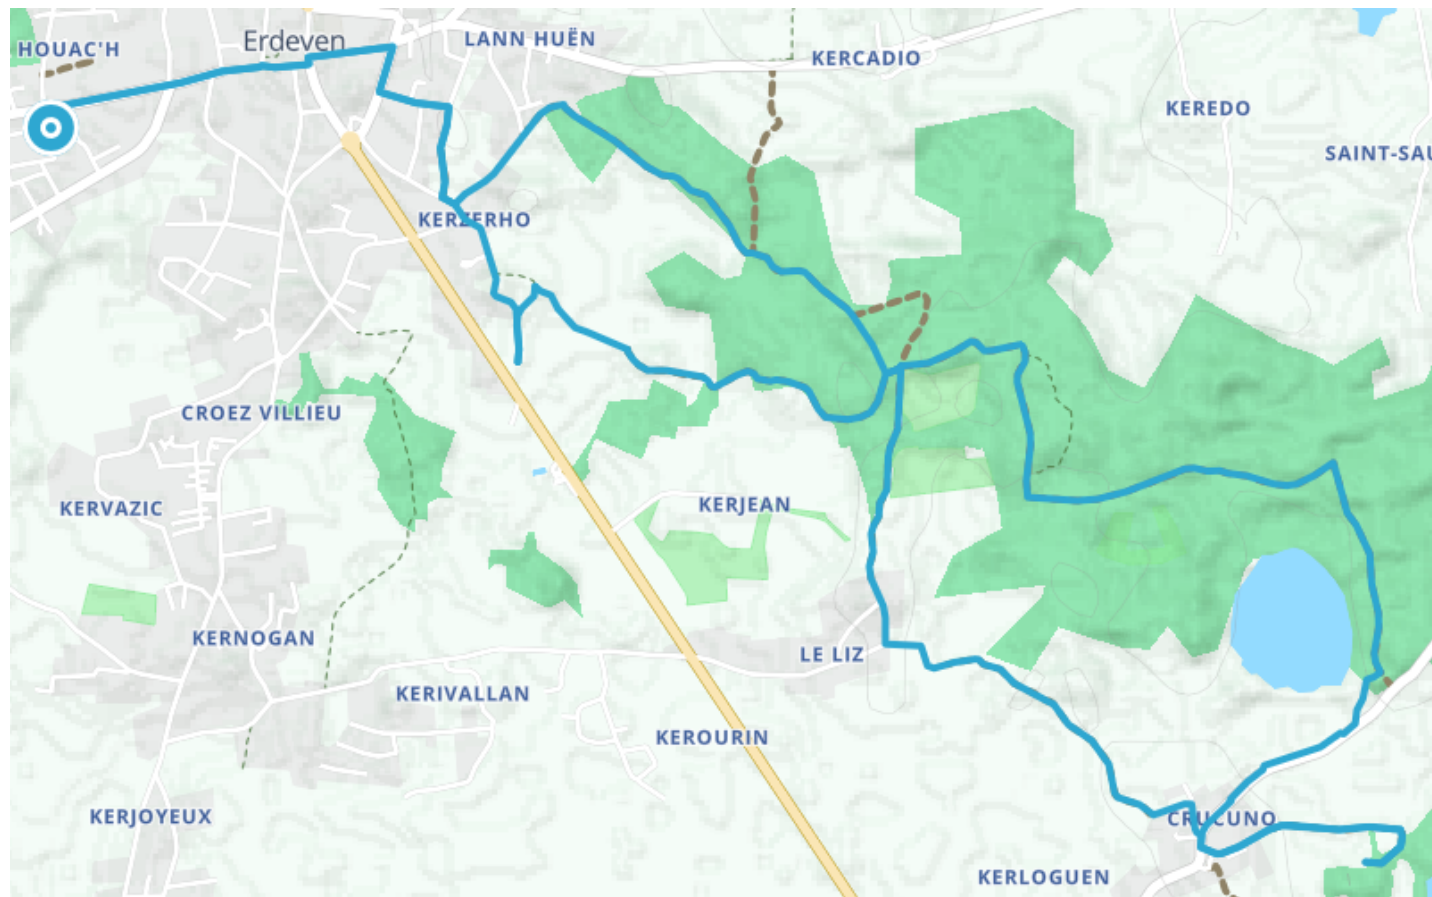 Erdeven
LANN HUËN
HOUAC'H
KERCADIO
KEREDO
SAINT-SAU
KERZERHO
CROEZ VILLIEU
KERVAZIC
KERJEAN
KERNOGAN
LE LIZ
KERIVALLAN
KEROURIN
KERJOYEUX
CRUCUNO
KERLOGUEN